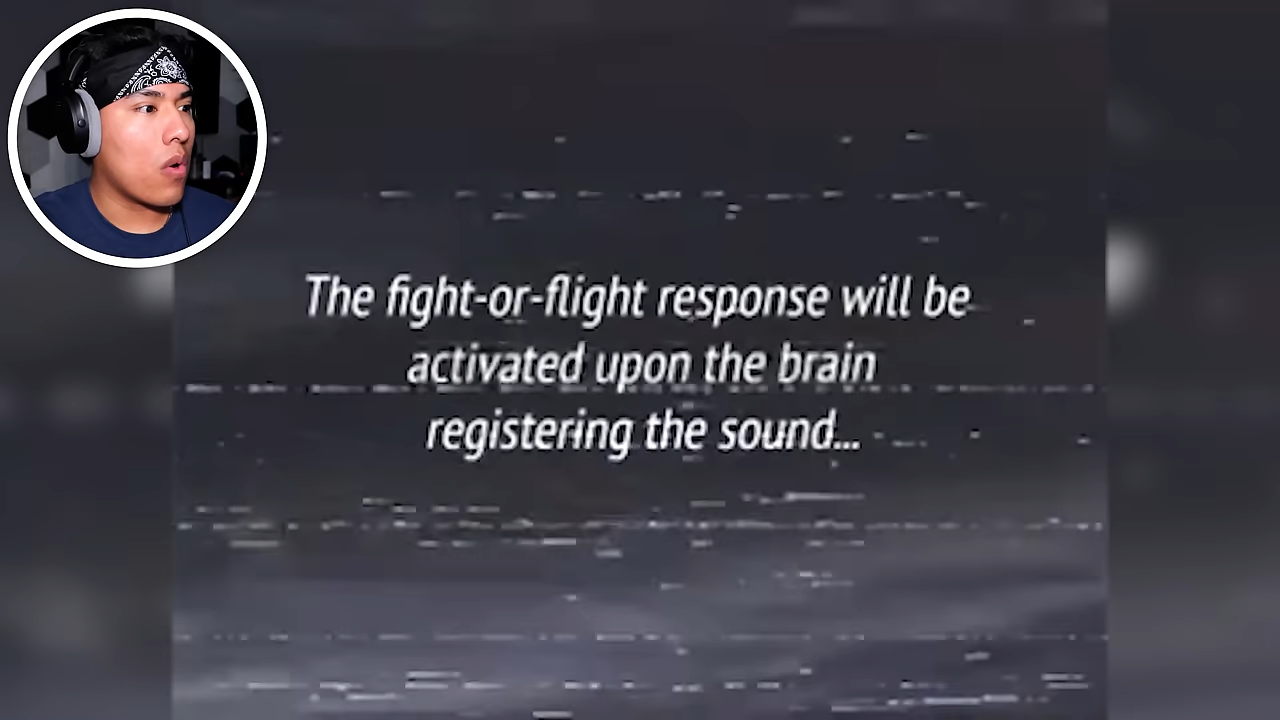 The fight-or-flight response will be
activated upon the brain
registering the sound...